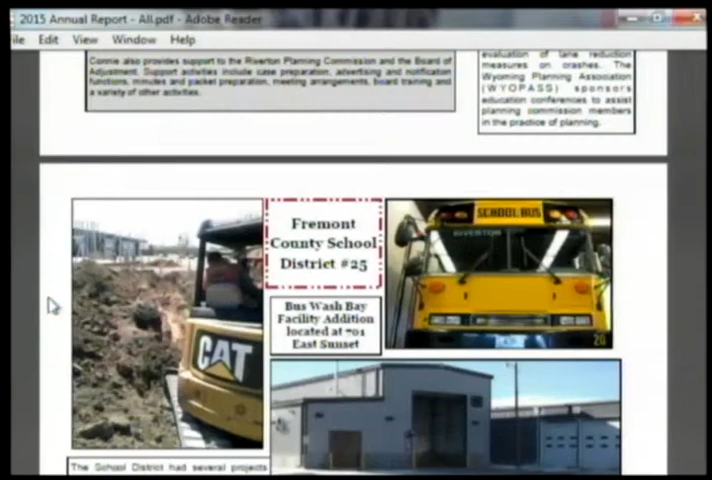 2015 Annual Report - All.pdf - Adobe Reader
ile Edit View Window Help
Connie also provides support to the Riverton Planning Commission and the Board of
Adjustment. Support activities include case preparation, advertising and notification
functions, minutes and packet preparation, meeting arrangements, board training and
a variety of other activities.
evaluation of lane reduction
measures on crashes. The
Wyoming Planning Association
(WYOPASS) sponsors
education conferences to assist
planning commission members
in the practice of planning.
Fremont
County School
District #25
Bus Wash Bay
Facility Addition
located at 701
East Sunset
SCHOOL BUS
RIVERTON
20
CAT
The School District had several projects